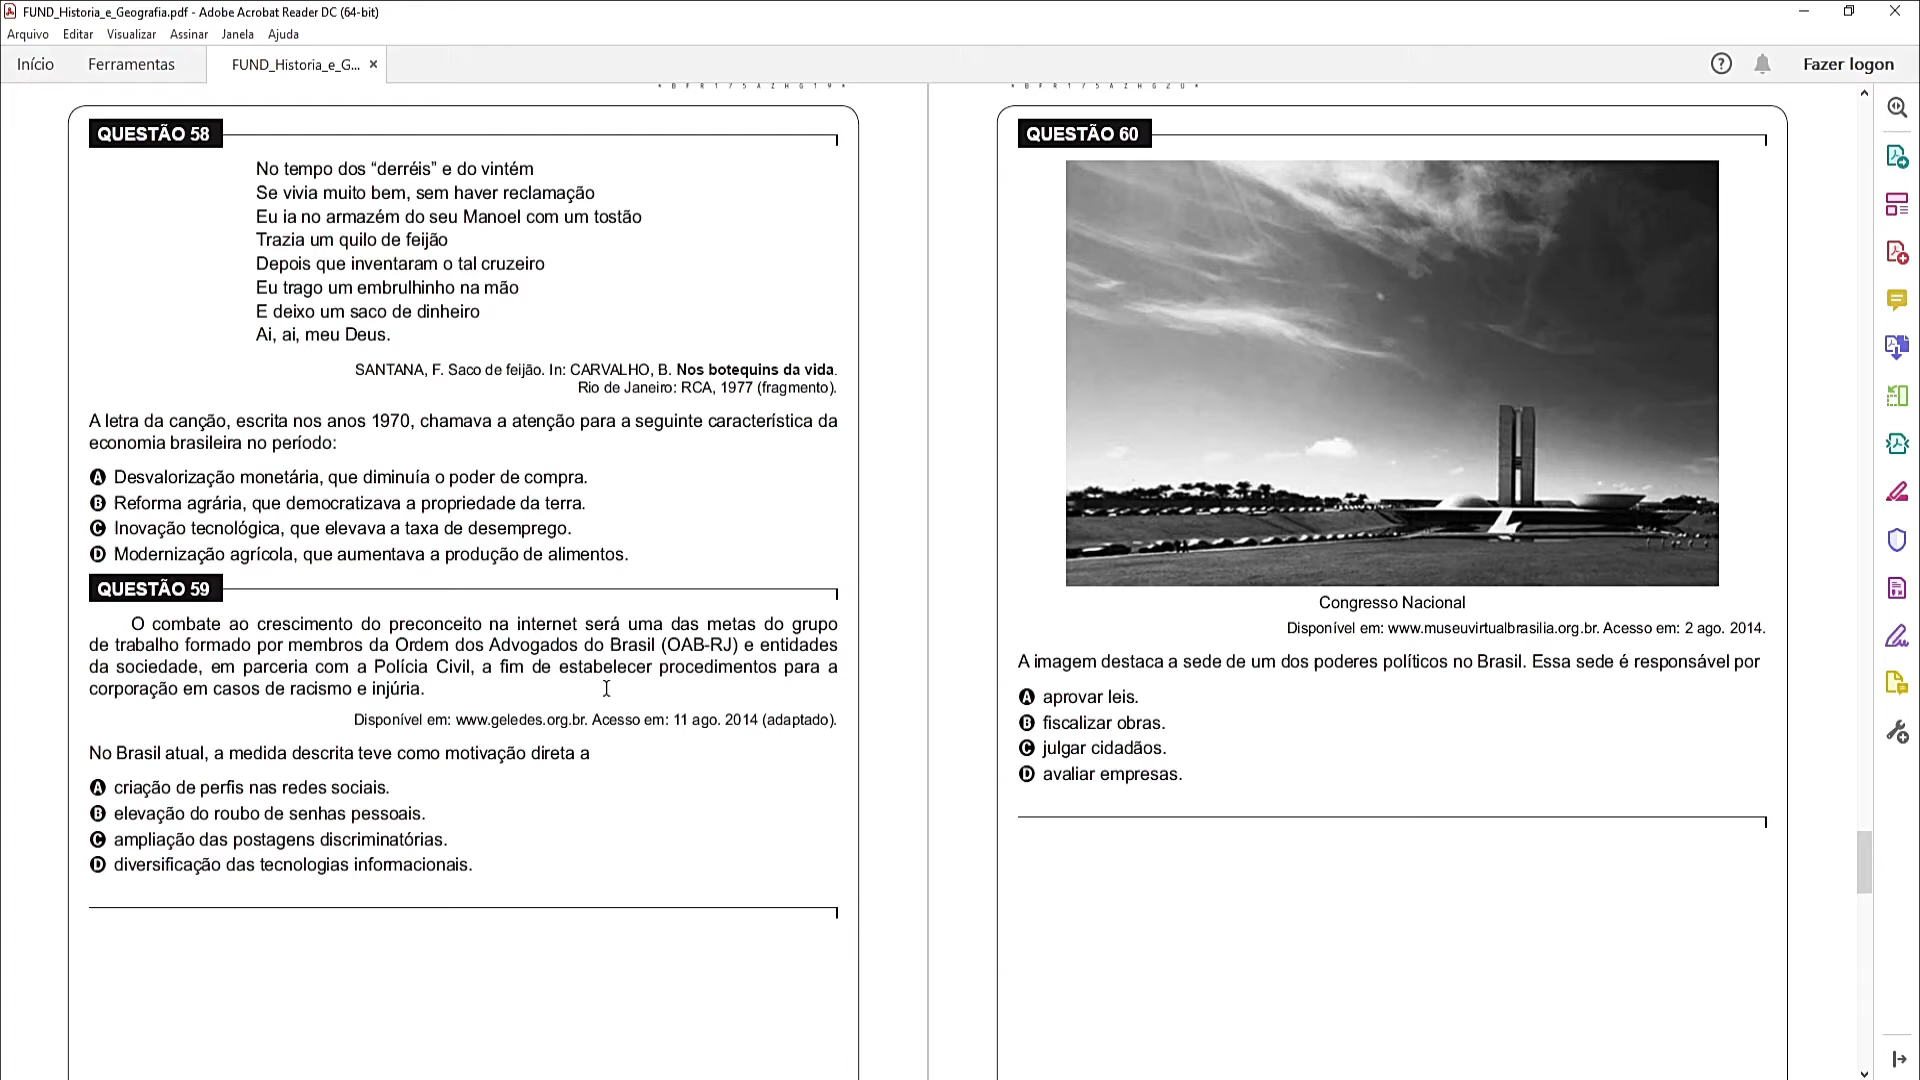 FUND_Historia_e_Geografia.pdf - Adobe Acrobat Reader DC (64-bit)
Arquivo Editar Visualizar Assinar Janela Ajuda
Início Ferramentas FUND_Historia_e_G... × Fazer logon
* B F R 1 7 5 A Z H G 1 9 *
QUESTÃO 58
No tempo dos “derréis” e do vintém
Se vivia muito bem, sem haver reclamação
Eu ia no armazém do seu Manoel com um tostão
Trazia um quilo de feijão
Depois que inventaram o tal cruzeiro
Eu trago um embrulhinho na mão
E deixo um saco de dinheiro
Ai, ai, meu Deus.
SANTANA, F. Saco de feijão. In: CARVALHO, B. Nos botequins da vida.
Rio de Janeiro: RCA, 1977 (fragmento).
A letra da canção, escrita nos anos 1970, chamava a atenção para a seguinte característica da
economia brasileira no período:
A Desvalorização monetária, que diminuía o poder de compra.
B Reforma agrária, que democratizava a propriedade da terra.
C Inovação tecnológica, que elevava a taxa de desemprego.
D Modernização agrícola, que aumentava a produção de alimentos.
QUESTÃO 59
O combate ao crescimento do preconceito na internet será uma das metas do grupo
de trabalho formado por membros da Ordem dos Advogados do Brasil (OAB-RJ) e entidades
da sociedade, em parceria com a Polícia Civil, a fim de estabelecer procedimentos para a
corporação em casos de racismo e injúria.
Disponível em: www.geledes.org.br. Acesso em: 11 ago. 2014 (adaptado).
No Brasil atual, a medida descrita teve como motivação direta a
A criação de perfis nas redes sociais.
B elevação do roubo de senhas pessoais.
C ampliação das postagens discriminatórias.
D diversificação das tecnologias informacionais.
* B F R 1 7 5 A Z H G 2 0 *
QUESTÃO 60
Congresso Nacional
Disponível em: www.museuvirtualbrasilia.org.br. Acesso em: 2 ago. 2014.
A imagem destaca a sede de um dos poderes políticos no Brasil. Essa sede é responsável por
A aprovar leis.
B fiscalizar obras.
C julgar cidadãos.
D avaliar empresas.